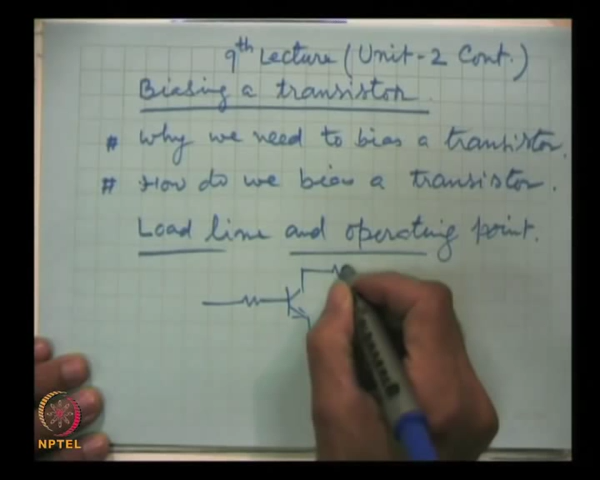 9th Lecture (Unit-2 Cont.)
Biasing a transistor
# Why we need to bias a transistor.
# How do we bias a transistor.
Load line and operating point.
NPTEL